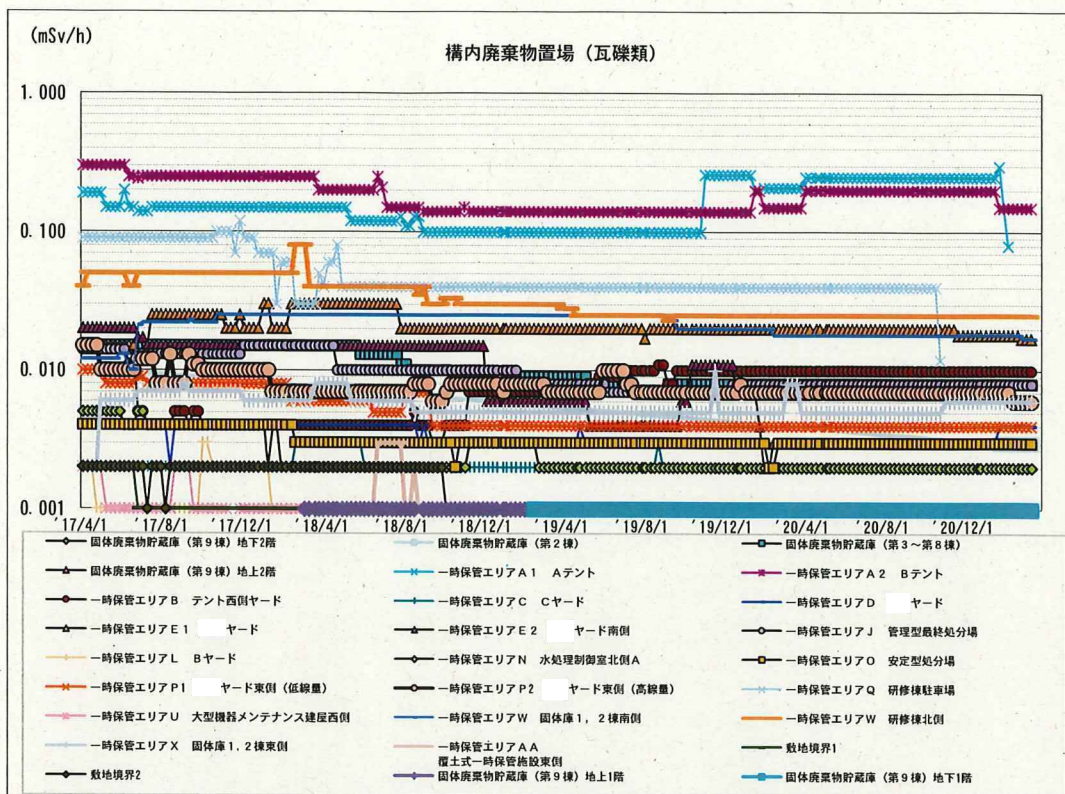 (mSv/h)
構内廃棄物置場（瓦礫類）
1.000
0.100
0.010
0.001
'17/4/1 '17/8/1 '17/12/1 '18/4/1 '18/8/1 '18/12/1 '19/4/1 '19/8/1 '19/12/1 '20/4/1 '20/8/1 '20/12/1
固体廃棄物貯蔵庫（第9棟）地下2階 固体廃棄物貯蔵庫（第2棟） 固体廃棄物貯蔵庫（第3～第8棟）
固体廃棄物貯蔵庫（第9棟）地上2階 一時保管エリアA1 Aテント 一時保管エリアA2 Bテント
一時保管エリアB テント西側ヤード 一時保管エリアC Cヤード 一時保管エリアD ヤード
一時保管エリアE1 ヤード 一時保管エリアE2 ヤード南側 一時保管エリアJ 管理型最終処分場
一時保管エリアL Bヤード 一時保管エリアN 水処理制御室北側A 一時保管エリアO 安定型処分場
一時保管エリアP1 ヤード東側（低線量） 一時保管エリアP2 ヤード東側（高線量） 一時保管エリアQ 研修棟駐車場
一時保管エリアU 大型機器メンテナンス建屋西側 一時保管エリアW 固体庫1,2棟南側 一時保管エリアW 研修棟北側
一時保管エリアX 固体庫1,2棟東側 一時保管エリアAA 敷地境界1
覆土式一時保管施設東側
敷地境界2 固体廃棄物貯蔵庫（第9棟）地上1階 固体廃棄物貯蔵庫（第9棟）地下1階